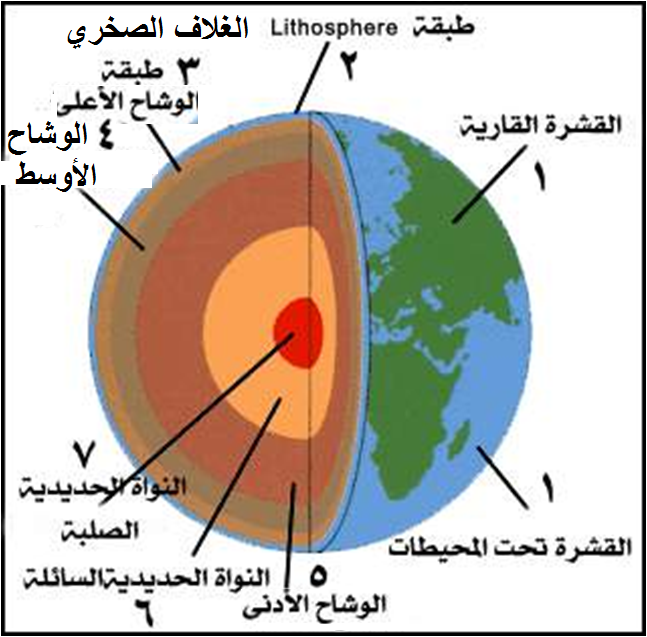 الغلاف الصخري
طبقة Lithosphere
٢
٣ طبقة
الوشاح الأعلى
٤ الوشاح
الأوسط
القشرة القارية
١
٧
النواة الحديدية
الصلبة
١
القشرة تحت المحيطات
النواة الحديدية السائلة
٦
٥
الوشاح الأدنى